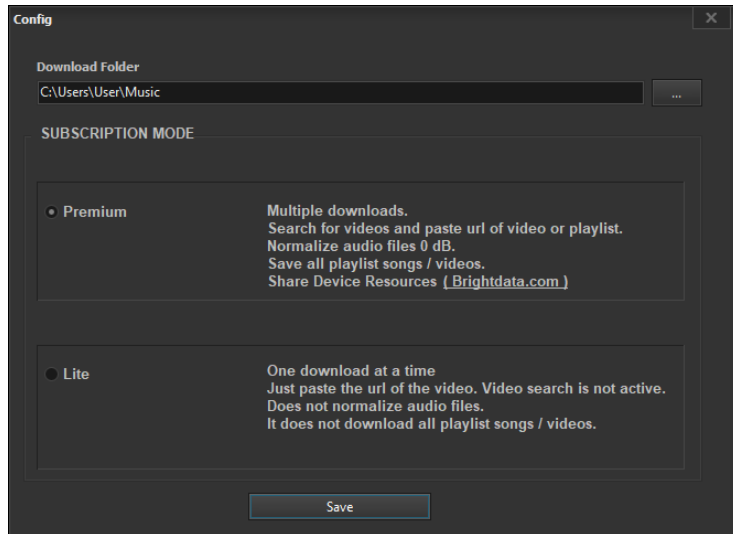 Config
Download Folder
C:\Users\User\Music
...
SUBSCRIPTION MODE
Premium
Multiple downloads.
Search for videos and paste url of video or playlist.
Normalize audio files 0 dB.
Save all playlist songs / videos.
Share Device Resources ( Brightdata.com )
Lite
One download at a time
Just paste the url of the video. Video search is not active.
Does not normalize audio files.
It does not download all playlist songs / videos.
Save